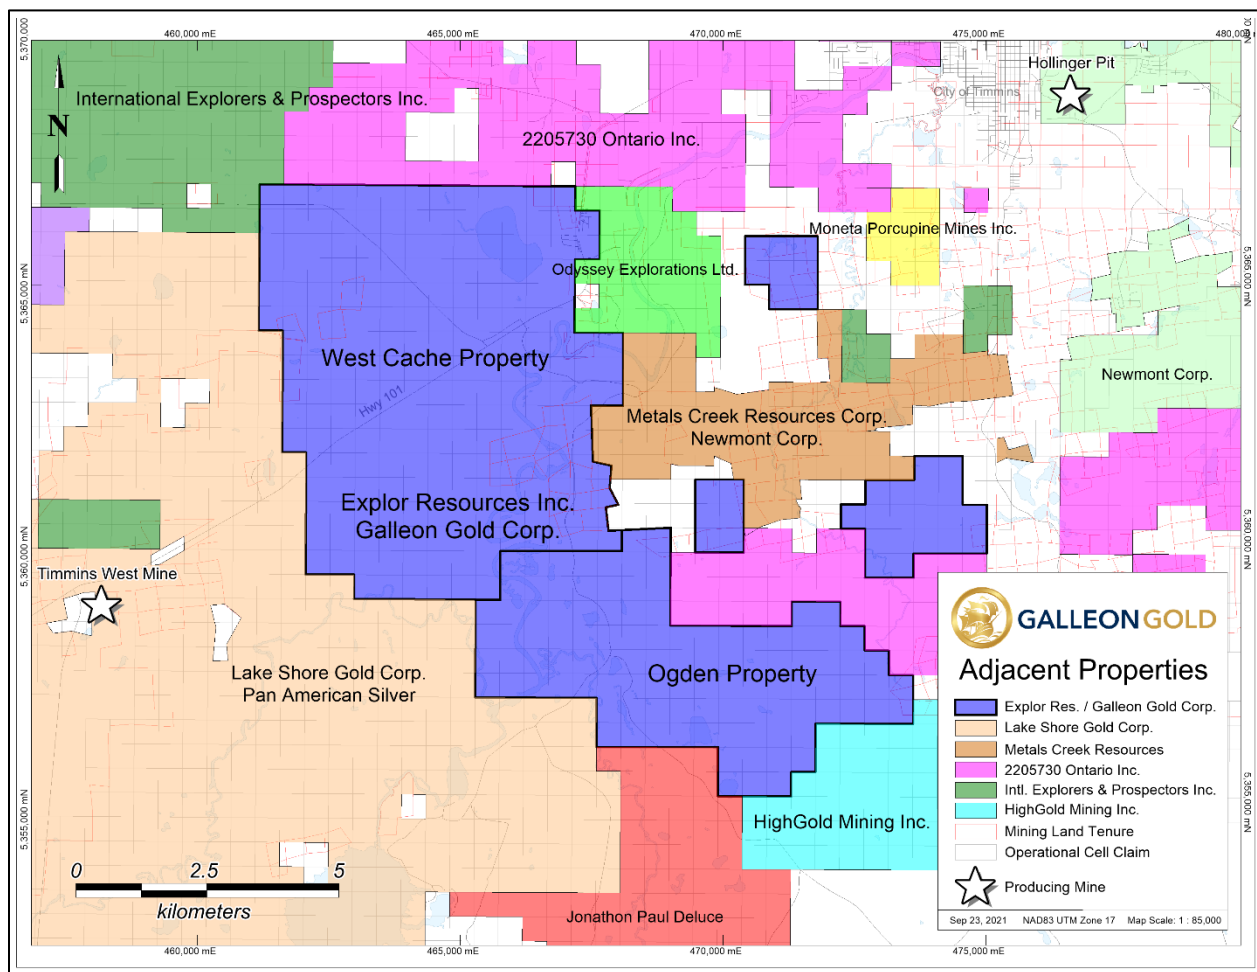 460,000 mE
465,000 mE
470,000 mE
475,000 mE
480,000
5,370,000
N
International Explorers & Prospectors Inc.
2205730 Ontario Inc.
Hollinger Pit
City of Timmins
Moneta Porcupine Mines Inc.
Odyssey Explorations Ltd.
5,365,000 mN
5,365,000 mN
West Cache Property
Hwy 101
Newmont Corp.
Metals Creek Resources Corp.
Newmont Corp.
Explor Resources Inc.
Galleon Gold Corp.
5,360,000 mN
5,360,000 mN
Timmins West Mine
Lake Shore Gold Corp.
Pan American Silver
Ogden Property
HighGold Mining Inc.
Jonathon Paul Deluce
5,355,000 mN
5,355,000 mN
0 2.5 5
kilometers
GALLEON GOLD
Adjacent Properties
Explor Res. / Galleon Gold Corp.
Lake Shore Gold Corp.
Metals Creek Resources
2205730 Ontario Inc.
Intl. Explorers & Prospectors Inc.
HighGold Mining Inc.
Mining Land Tenure
Operational Cell Claim
Producing Mine
Sep 23, 2021 NAD83 UTM Zone 17 Map Scale: 1 : 85,000
460,000 mE
465,000 mE
470,000 mE
475,000 mE